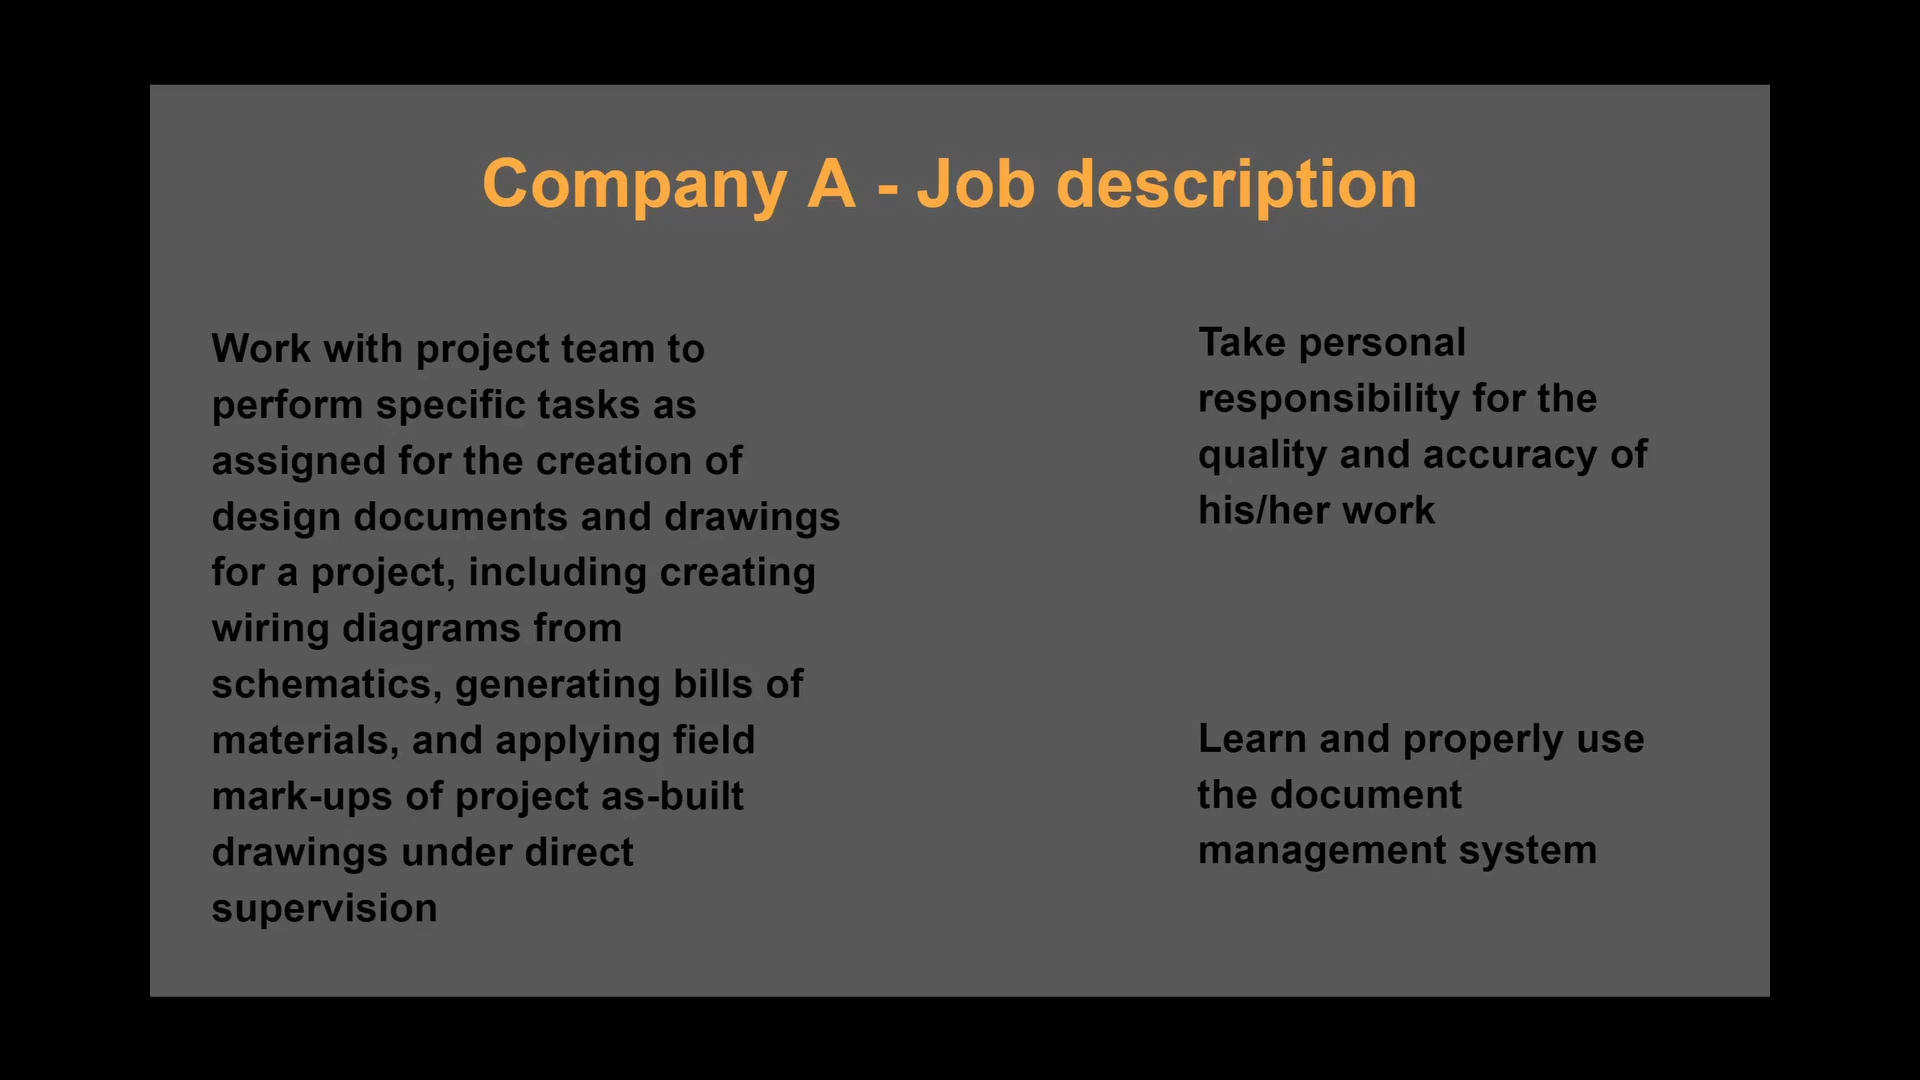 Company A - Job description
Work with project team to
perform specific tasks as
assigned for the creation of
design documents and drawings
for a project, including creating
wiring diagrams from
schematics, generating bills of
materials, and applying field
mark-ups of project as-built
drawings under direct
supervision
Take personal
responsibility for the
quality and accuracy of
his/her work
Learn and properly use
the document
management system